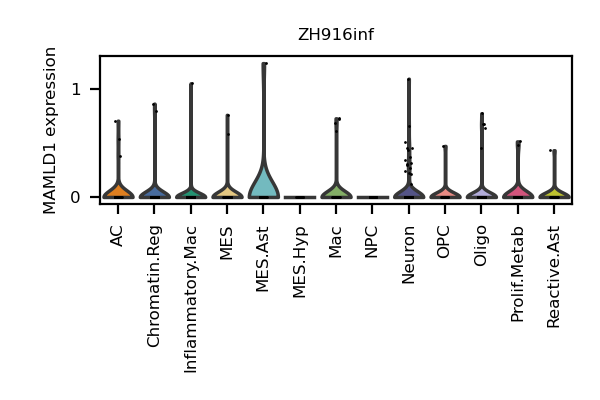 ZH916inf
MAMLD1 expression
1
0
AC
Chromatin.Reg
Inflammatory.Mac
MES
MES.Ast
MES.Hyp
Mac
NPC
Neuron
OPC
Oligo
Prolif.Metab
Reactive.Ast